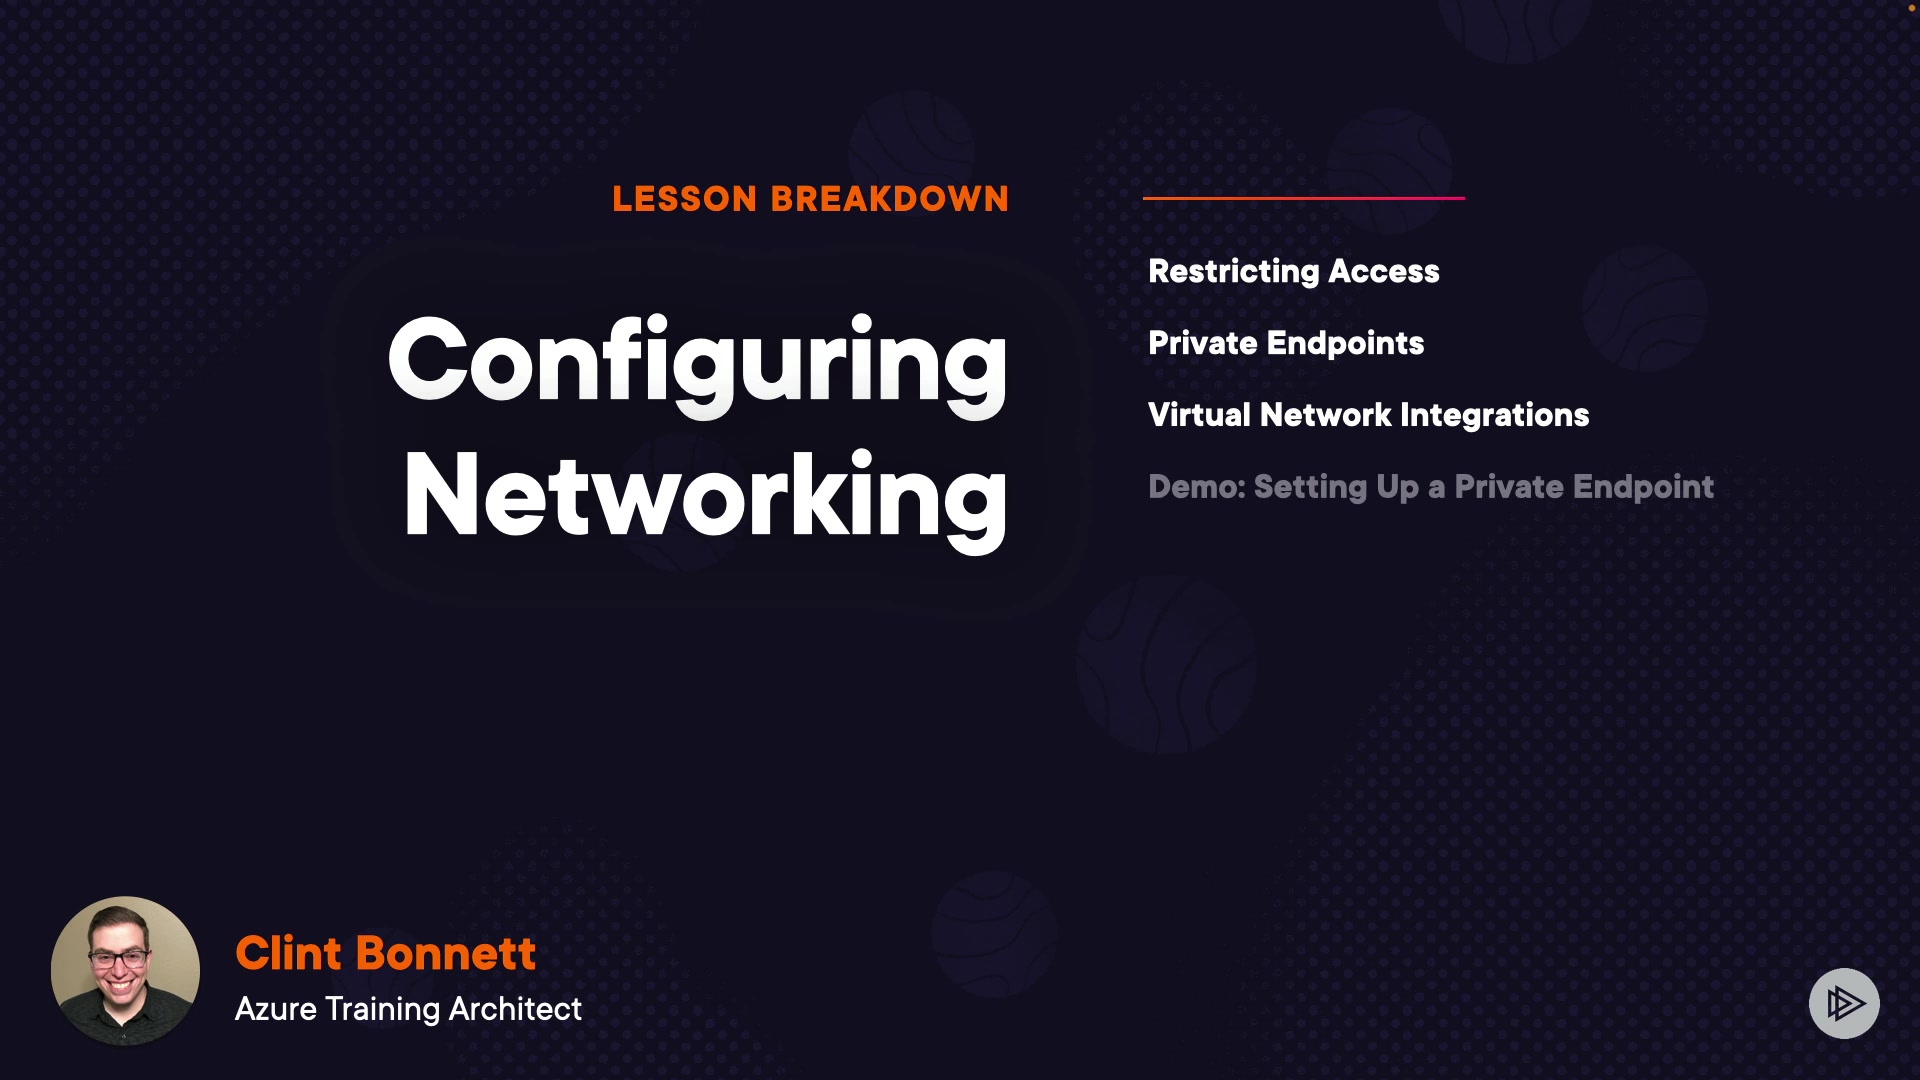 LESSON BREAKDOWN
Configuring
Networking
Restricting Access
Private Endpoints
Virtual Network Integrations
Demo: Setting Up a Private Endpoint
Clint Bonnett
Azure Training Architect